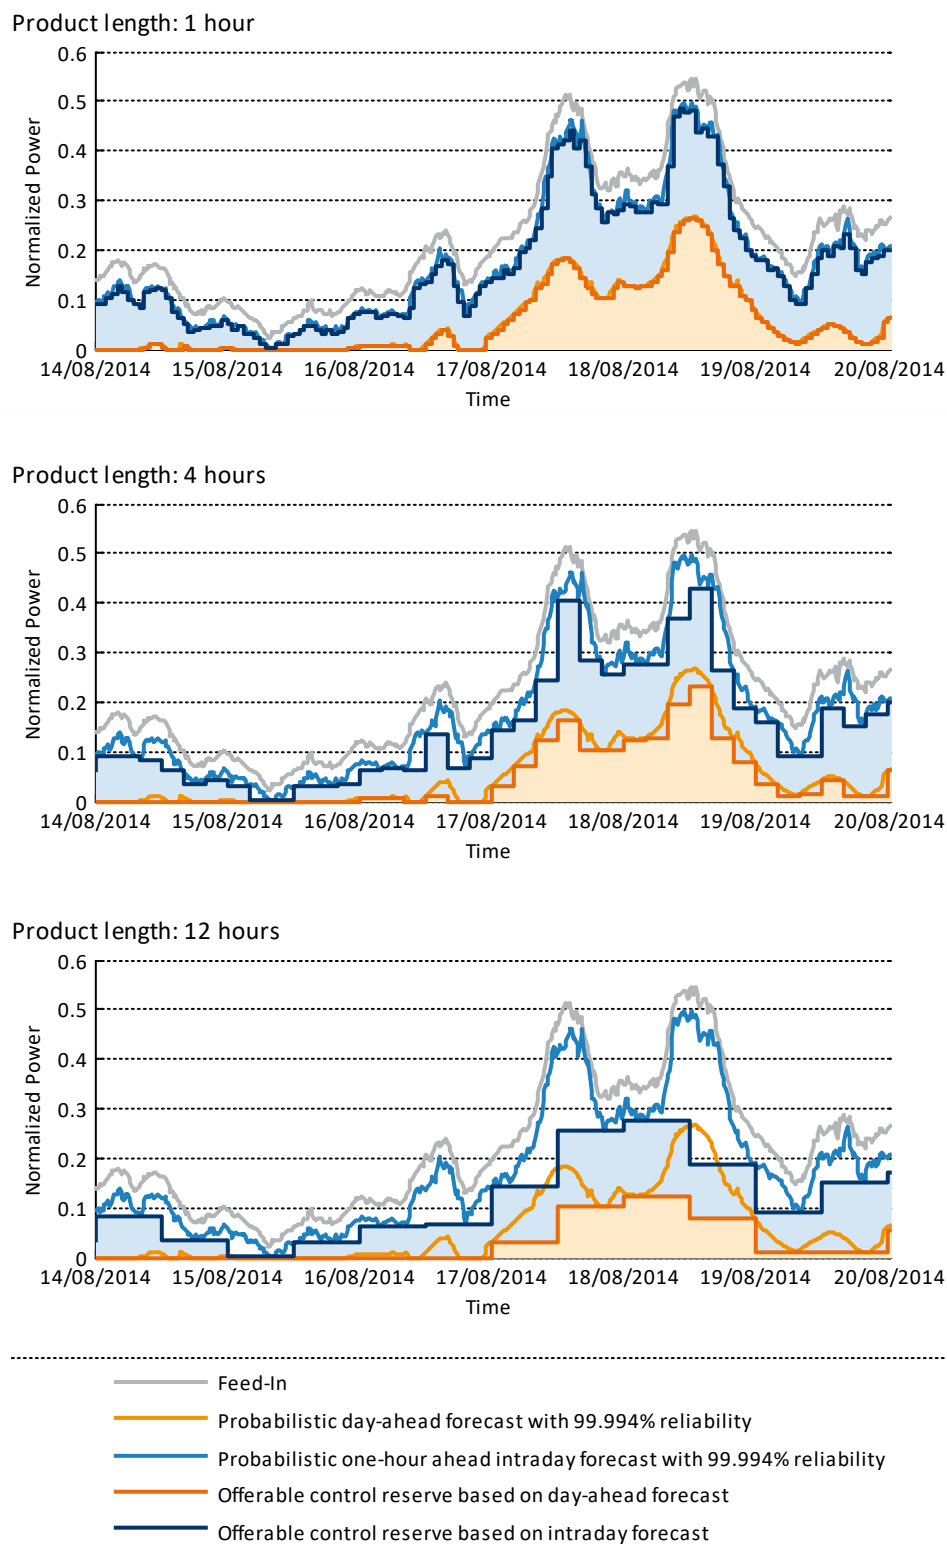 Product length: 1 hour
Normalized Power
0.6
0.5
0.4
0.3
0.2
0.1
0
14/08/2014 15/08/2014 16/08/2014 17/08/2014 18/08/2014 19/08/2014 20/08/2014
Time
Product length: 4 hours
Normalized Power
0.6
0.5
0.4
0.3
0.2
0.1
0
14/08/2014 15/08/2014 16/08/2014 17/08/2014 18/08/2014 19/08/2014 20/08/2014
Time
Product length: 12 hours
Normalized Power
0.6
0.5
0.4
0.3
0.2
0.1
0
14/08/2014 15/08/2014 16/08/2014 17/08/2014 18/08/2014 19/08/2014 20/08/2014
Time
Feed-In
Probabilistic day-ahead forecast with 99.994% reliability
Probabilistic one-hour ahead intraday forecast with 99.994% reliability
Offerable control reserve based on day-ahead forecast
Offerable control reserve based on intraday forecast